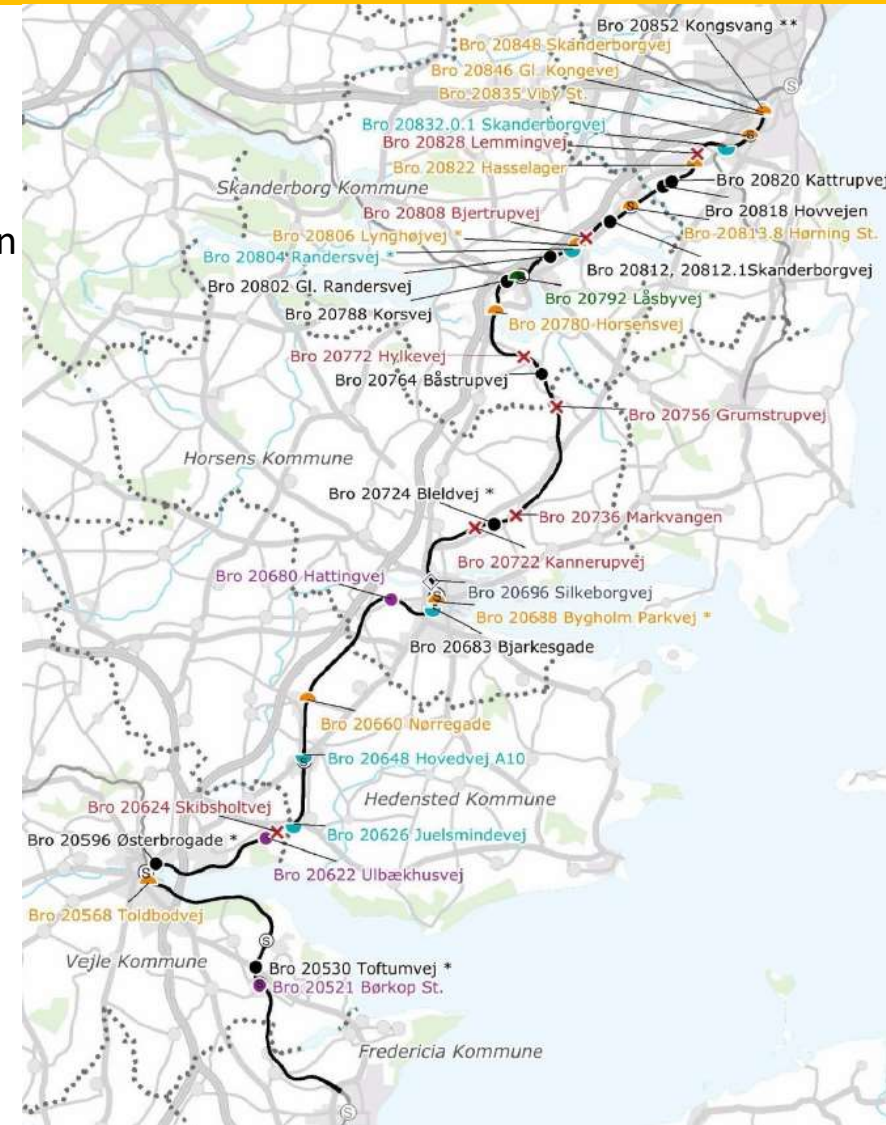 Bro 20852 Kongsvang **
Bro 20848 Skanderborgvej
Bro 20846 Gl. Kongevej
Bro 20835 Viby St.
Bro 20832.0.1 Skanderborgvej
Bro 20828 Lemmingvej
Bro 20822 Hasselager
Bro 20820 Kattrupvej
Skanderborg Kommune
Bro 20818 Hovvejen
Bro 20808 Bjertrupvej
Bro 20813.8 Hørning St.
Bro 20806 Lynghøjvej *
n
Bro 20804 Randersvej *
Bro 20812, 20812.1Skanderborgvej
Bro 20802 Gl. Randersvej
Bro 20792 Låsbyvej *
Bro 20788 Korsvej
Bro 20780 Horsensvej
Bro 20772 Hylkevej
Bro 20764 Båstrupvej
Bro 20756 Grumstrupvej
Horsens Kommune
Bro 20724 Bleldvej *
Bro 20736 Markvangen
Bro 20722 Kannerupvej
Bro 20680 Hattingvej
Bro 20696 Silkeborgvej
Bro 20688 Bygholm Parkvej *
Bro 20683 Bjarkesgade
Bro 20660 Nørregade
Bro 20648 Hovedvej A10
Hedensted Kommune
Bro 20624 Skibsholtvej
Bro 20626 Juelsmindevej
Bro 20596 Østerbrogade *
Bro 20622 Ulbækhusvej
Bro 20568 Toldbodvej
Vejle Kommune
Bro 20530 Toftumvej *
Bro 20521 Børkop St.
Fredericia Kommune